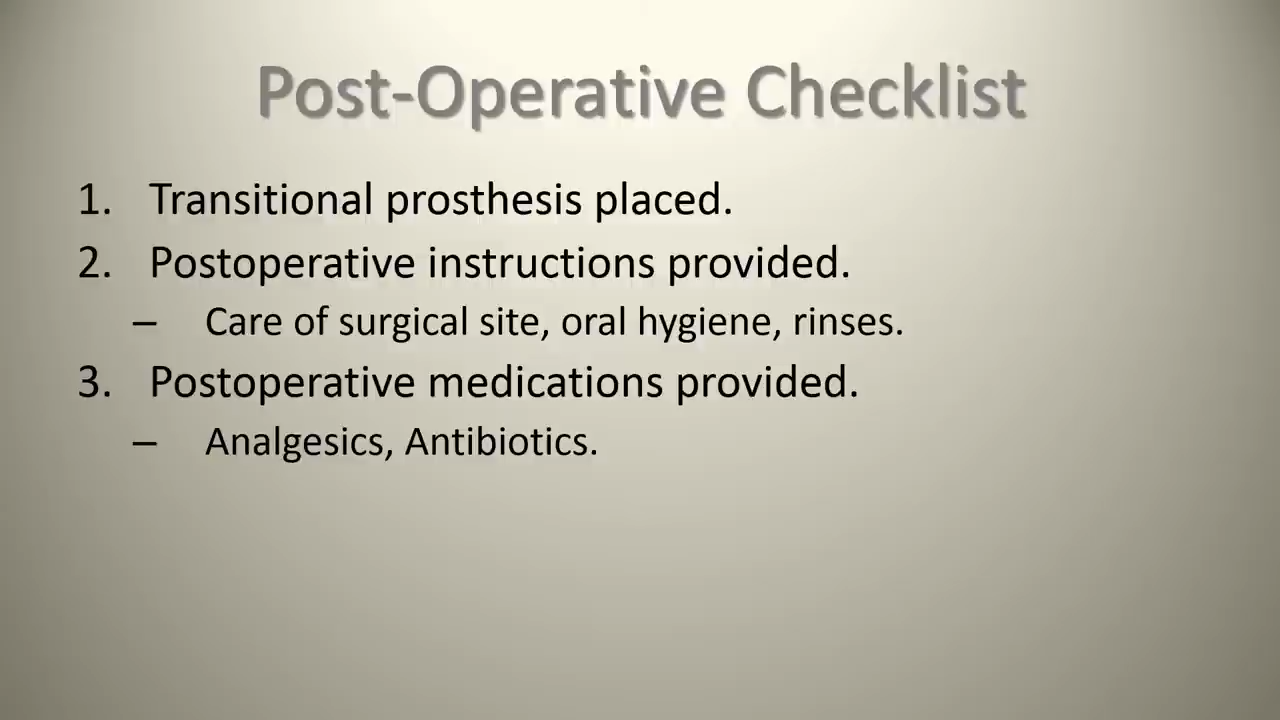 Post-Operative Checklist
1. Transitional prosthesis placed.
2. Postoperative instructions provided.
– Care of surgical site, oral hygiene, rinses.
3. Postoperative medications provided.
– Analgesics, Antibiotics.